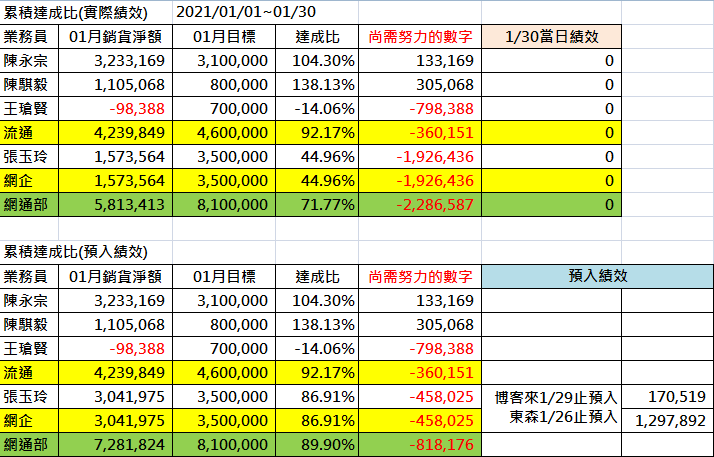 累積達成比(實際績效) 2021/01/01~01/30
業務員 01月銷貨淨額 01月目標 達成比 尚需努力的數字 1/30當日績效
陳永宗 3,233,169 3,100,000 104.30% 133,169 0
陳騏毅 1,105,068 800,000 138.13% 305,068 0
王瑲賢 -98,388 700,000 -14.06% -798,388 0
流通 4,239,849 4,600,000 92.17% -360,151 0
張玉玲 1,573,564 3,500,000 44.96% -1,926,436 0
網企 1,573,564 3,500,000 44.96% -1,926,436 0
網通部 5,813,413 8,100,000 71.77% -2,286,587 0
累積達成比(預入績效)
業務員 01月銷貨淨額 01月目標 達成比 尚需努力的數字 預入績效
陳永宗 3,233,169 3,100,000 104.30% 133,169
陳騏毅 1,105,068 800,000 138.13% 305,068
王瑲賢 -98,388 700,000 -14.06% -798,388
流通 4,239,849 4,600,000 92.17% -360,151
張玉玲 3,041,975 3,500,000 86.91% -458,025 博客來1/29止預入 170,519
網企 3,041,975 3,500,000 86.91% -458,025 東森1/26止預入 1,297,892
網通部 7,281,824 8,100,000 89.90% -818,176